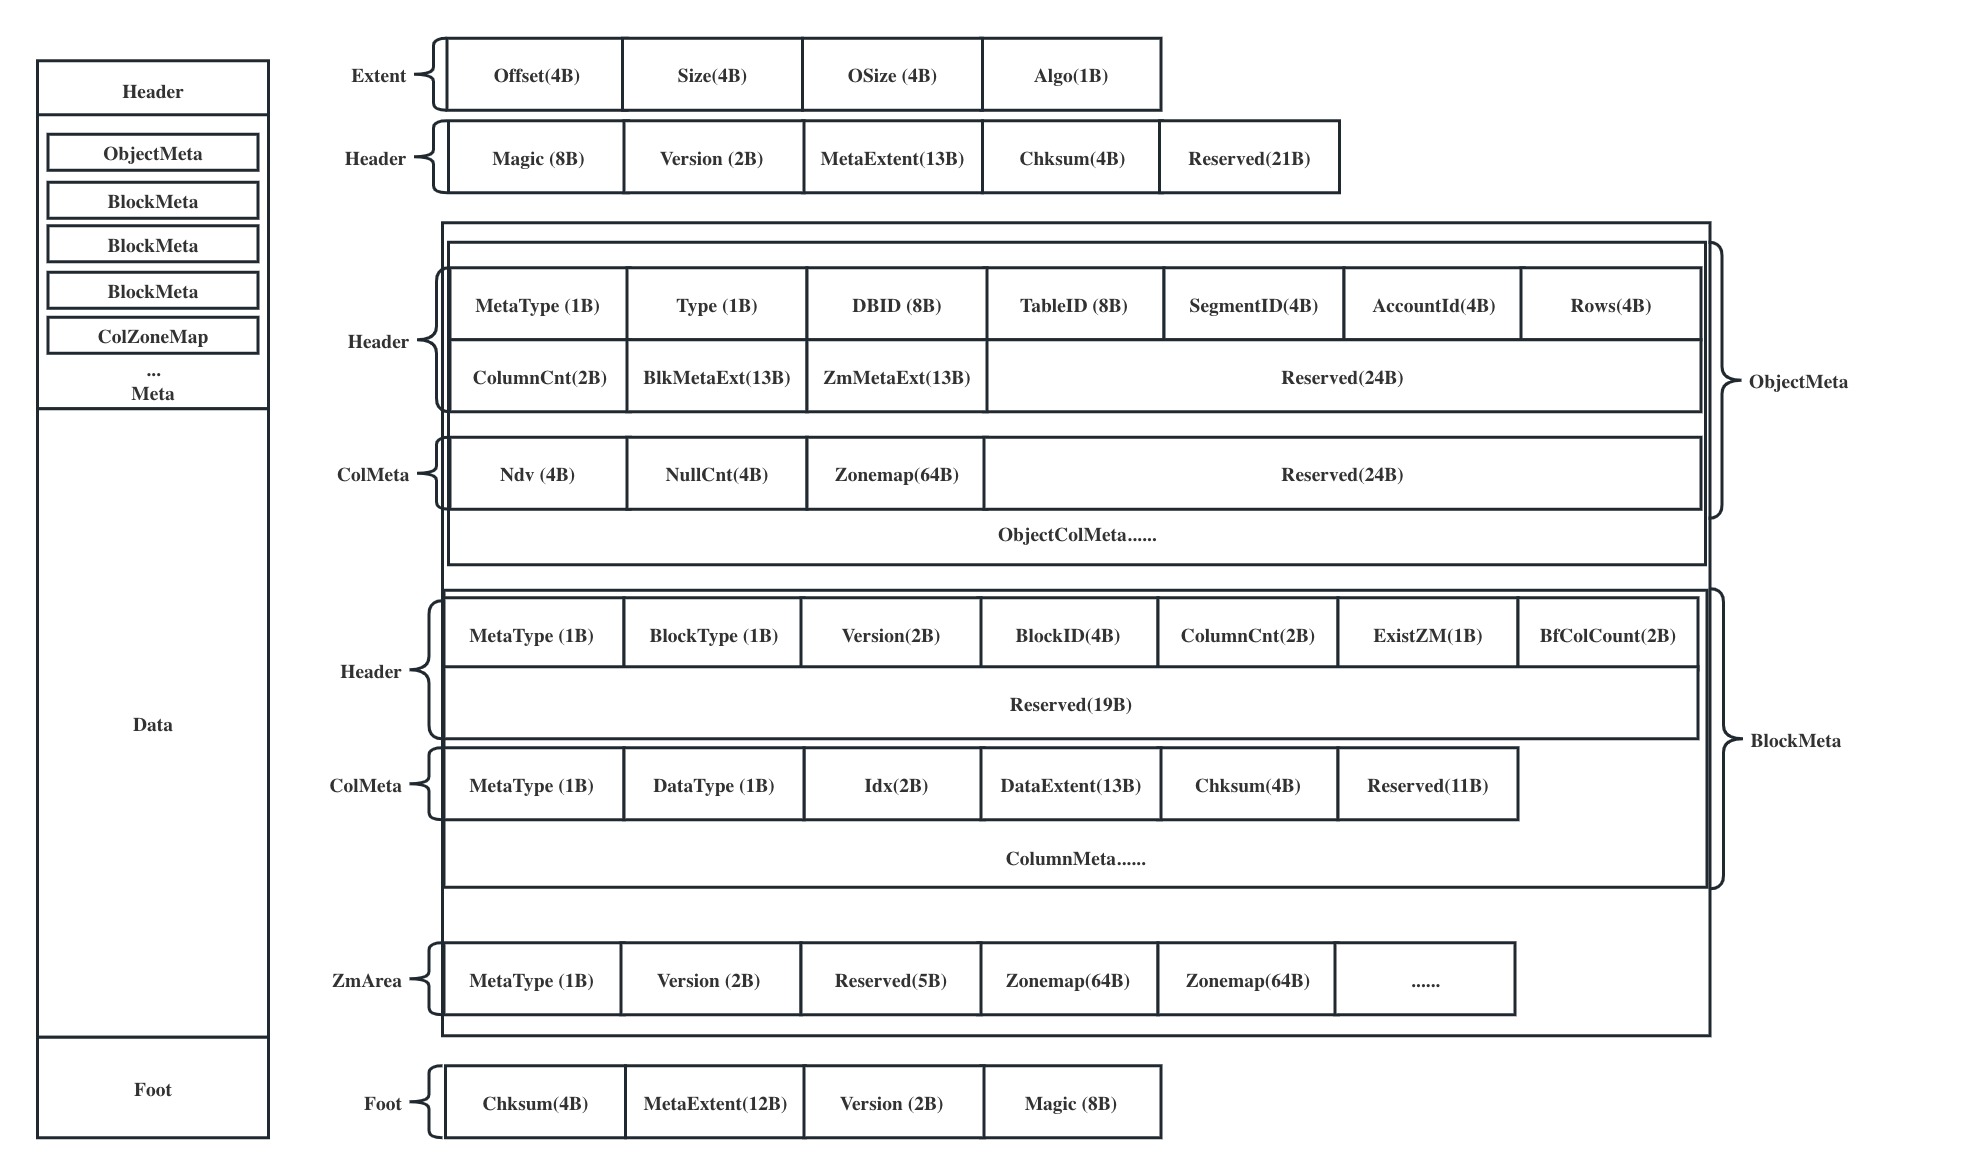 Header
ObjectMeta
BlockMeta
BlockMeta
BlockMeta
ColZoneMap
...
Meta
Data
Foot
Extent Offset(4B) Size(4B) OSize (4B) Algo(1B)
Header Magic (8B) Version (2B) MetaExtent(13B) Chksum(4B) Reserved(21B)
Header MetaType (1B) Type (1B) DBID (8B) TableID (8B) SegmentID(4B) AccountId(4B) Rows(4B)
ColumnCnt(2B) BlkMetaExt(13B) ZmMetaExt(13B) Reserved(24B)
ObjectMeta
ColMeta Ndv (4B) NullCnt(4B) Zonemap(64B) Reserved(24B)
ObjectColMeta......
Header MetaType (1B) BlockType (1B) Version(2B) BlockID(4B) ColumnCnt(2B) ExistZM(1B) BfColCount(2B)
Reserved(19B)
BlockMeta
ColMeta MetaType (1B) DataType (1B) Idx(2B) DataExtent(13B) Chksum(4B) Reserved(11B)
ColumnMeta......
ZmArea MetaType (1B) Version (2B) Reserved(5B) Zonemap(64B) Zonemap(64B) ......
Foot Chksum(4B) MetaExtent(12B) Version (2B) Magic (8B)